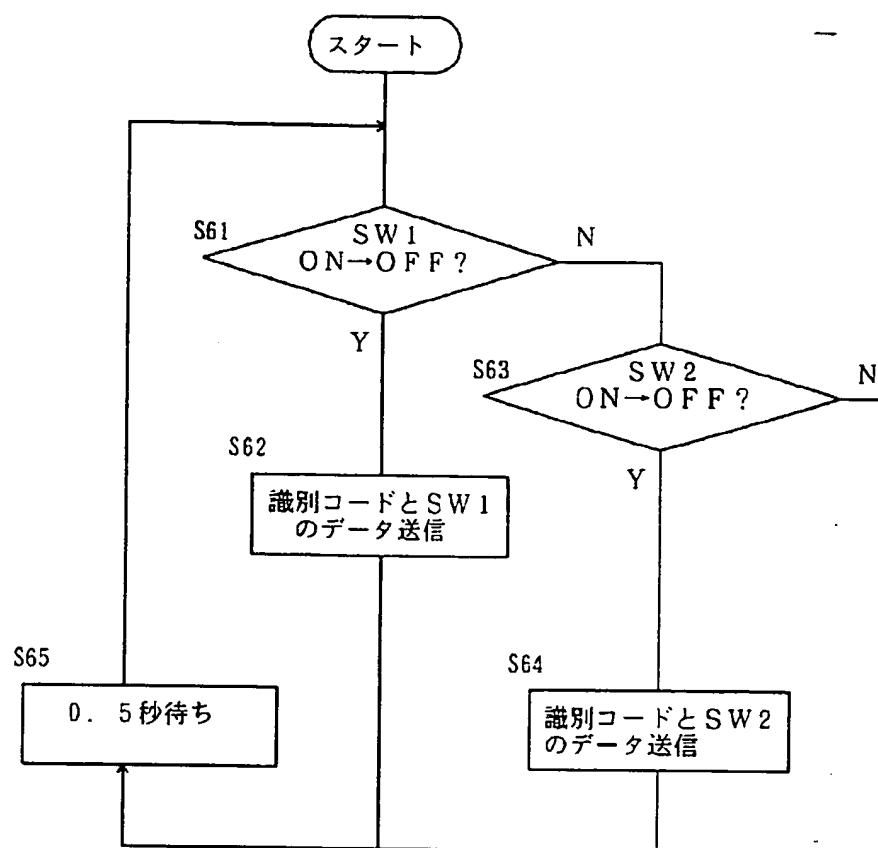 スタート
S61
SW1
ON→OFF?
N
Y
S63
SW2
ON→OFF?
N
Y
S62
識別コードとSW1
のデータ送信
S65
0.5秒待ち
S64
識別コードとSW2
のデータ送信